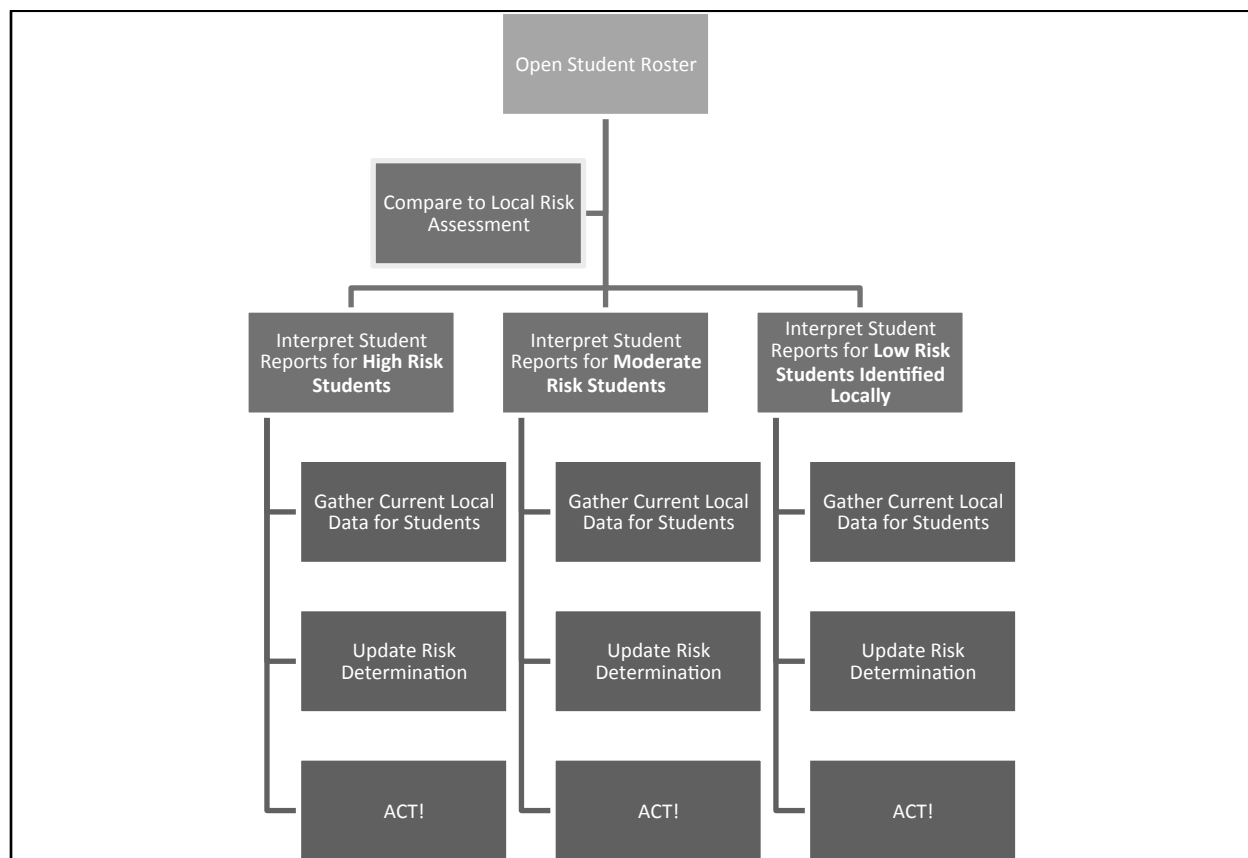 Open Student Roster
Compare to Local Risk
Assessment
Interpret Student
Reports for High Risk
Students
Interpret Student
Reports for Moderate
Risk Students
Interpret Student
Reports for Low Risk
Students Identified
Locally
Gather Current Local
Data for Students
Gather Current Local
Data for Students
Gather Current Local
Data for Students
Update Risk
Determination
Update Risk
Determination
Update Risk
Determination
ACT!
ACT!
ACT!